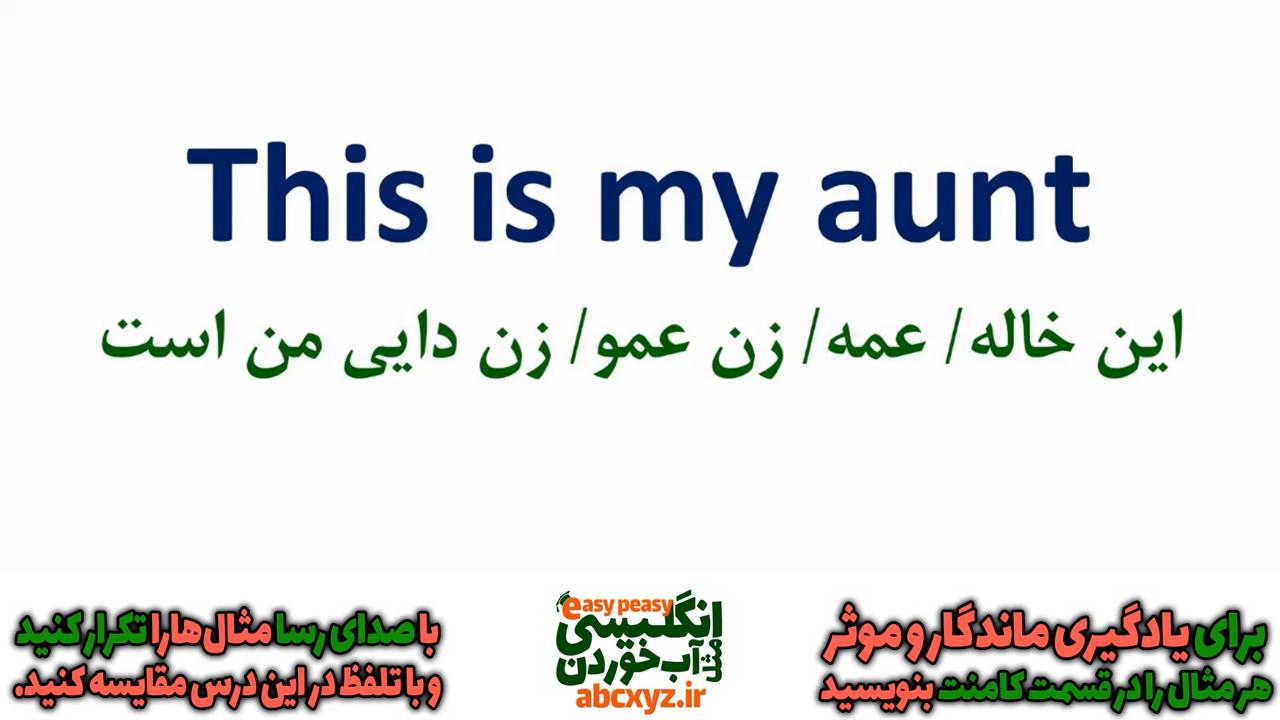 This is my aunt
این خاله/ عمه/ زن عمو/ زن دایی من است
برای یادگیری ماندگار و موثر
هر مثال را در قسمت کامنت بنویسید
easy peasy
انگلیسی
مثل آب خوردن
abcxyz.ir
با صدای رسا مثال‌ها را تکرار کنید
و با تلفظ در این درس مقایسه کنید.